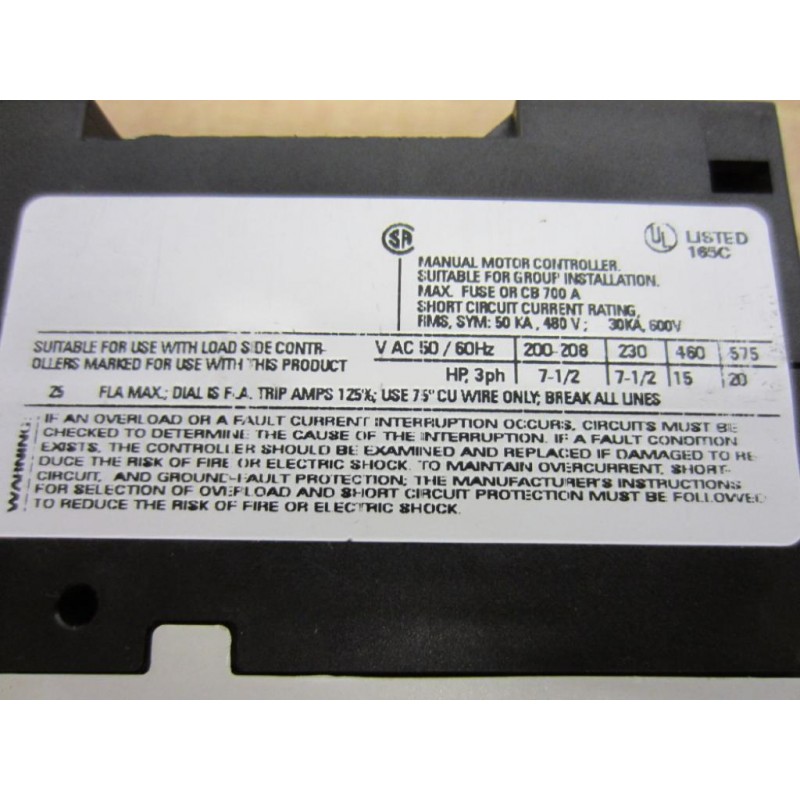 SA
UL LISTED
165C
MANUAL MOTOR CONTROLLER.
SUITABLE FOR GROUP INSTALLATION.
MAX. FUSE OR CB 700 A
SHORT CIRCUIT CURRENT RATING,
RMS, SYM: 50 KA, 480 V; 30KA, 600V
SUITABLE FOR USE WITH LOAD SIDE CONTR-
OLLERS MARKED FOR USE WITH THIS PRODUCT
V AC 50 / 60Hz 200-208 230 460 575
HP, 3ph 7-1/2 7-1/2 15 20
25 FLA MAX.; DIAL IS F.A. TRIP AMPS 125%; USE 75° CU WIRE ONLY; BREAK ALL LINES
WARNING:
IF AN OVERLOAD OR A FAULT CURRENT INTERRUPTION OCCURS, CIRCUITS MUST BE
CHECKED TO DETERMINE THE CAUSE OF THE INTERRUPTION. IF A FAULT CONDITION
EXISTS, THE CONTROLLER SHOULD BE EXAMINED AND REPLACED IF DAMAGED TO RE-
DUCE THE RISK OF FIRE OR ELECTRIC SHOCK. TO MAINTAIN OVERCURRENT, SHORT-
CIRCUIT, AND GROUND-FAULT PROTECTION; THE MANUFACTURER'S INSTRUCTIONS
FOR SELECTION OF OVERLOAD AND SHORT CIRCUIT PROTECTION MUST BE FOLLOWED
TO REDUCE THE RISK OF FIRE OR ELECTRIC SHOCK.